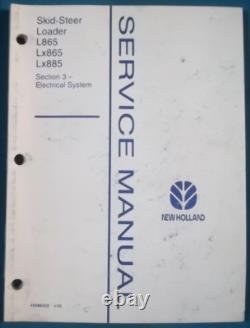 Skid-Steer
Loader
L865
Lx865
Lx885
Section 3 –
Electrical System
SERVICE MANUAL
NEW HOLLAND